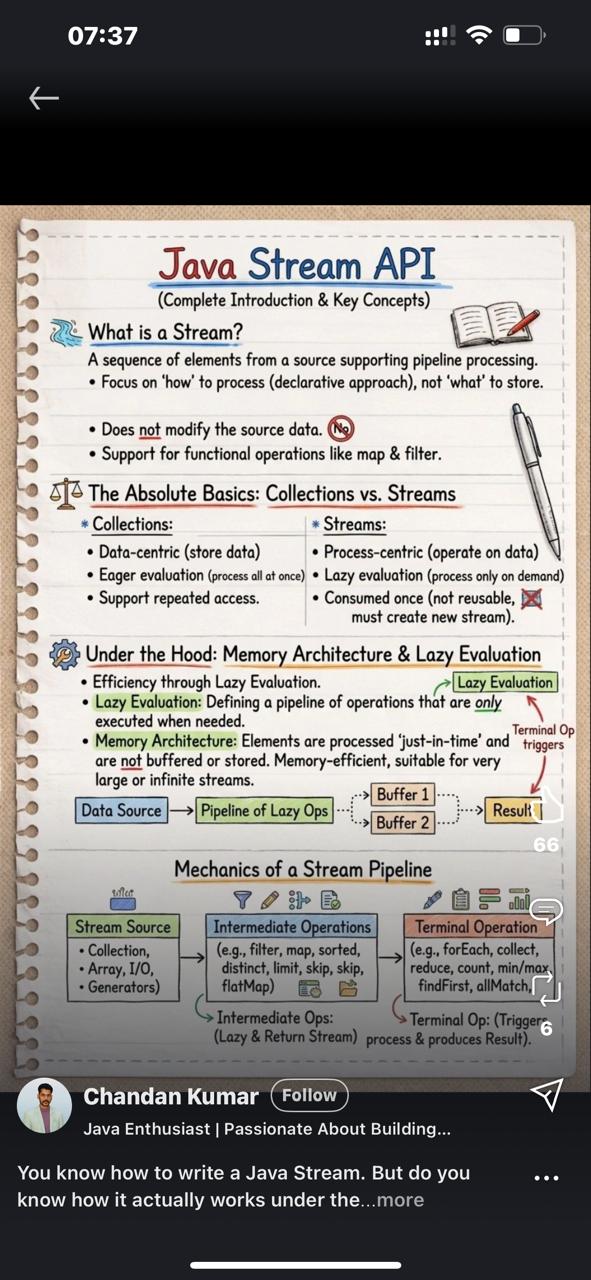 07:37
Java Stream API
(Complete Introduction & Key Concepts)
What is a Stream?
A sequence of elements from a source supporting pipeline processing.
• Focus on ‘how’ to process (declarative approach), not ‘what’ to store.
• Does not modify the source data.
No
• Support for functional operations like map & filter.
The Absolute Basics: Collections vs. Streams
* Collections:
• Data-centric (store data)
• Eager evaluation (process all at once)
• Support repeated access.
* Streams:
• Process-centric (operate on data)
• Lazy evaluation (process only on demand)
• Consumed once (not reusable,
must create new stream).
Under the Hood: Memory Architecture & Lazy Evaluation
• Efficiency through Lazy Evaluation.
Lazy Evaluation
• Lazy Evaluation: Defining a pipeline of operations that are only
executed when needed.
Terminal Op
triggers
• Memory Architecture: Elements are processed ‘just-in-time’ and
are not buffered or stored. Memory-efficient, suitable for very
large or infinite streams.
Data Source
Pipeline of Lazy Ops
Buffer 1
Buffer 2
Result
66
Mechanics of a Stream Pipeline
Stream Source
• Collection,
• Array, I/O,
• Generators)
Intermediate Operations
(e.g., filter, map, sorted,
distinct, limit, skip, skip,
flatMap)
Terminal Operation
(e.g., forEach, collect,
reduce, count, min/max,
findFirst, allMatch,
Intermediate Ops:
(Lazy & Return Stream)
Terminal Op: (Triggers
process & produces Result).
6
Chandan Kumar
Follow
Java Enthusiast | Passionate About Building...
You know how to write a Java Stream. But do you
know how it actually works under the...more